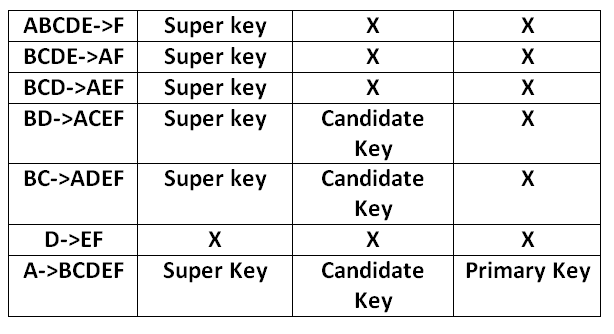 ABCDE->F Super key X X
BCDE->AF Super key X X
BCD->AEF Super key X X
BD->ACEF Super key Candidate Key X
BC->ADEF Super key Candidate Key X
D->EF X X X
A->BCDEF Super Key Candidate Key Primary Key